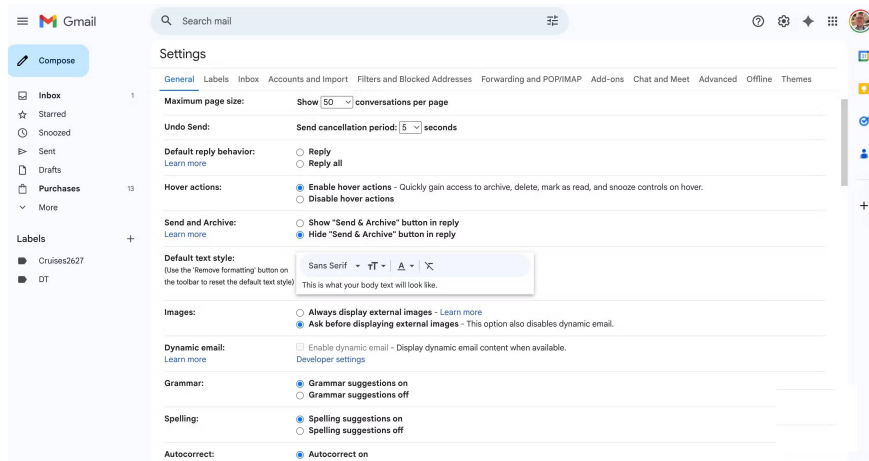 Gmail
Search mail
Compose
Inbox 1
Starred
Snoozed
Sent
Drafts
Purchases 13
More
Labels
Cruises2627
DT
Settings
General Labels Inbox Accounts and Import Filters and Blocked Addresses Forwarding and POP/IMAP Add-ons Chat and Meet Advanced Offline Themes
Maximum page size: Show 50 conversations per page
Undo Send: Send cancellation period: 5 seconds
Default reply behavior: Reply
Learn more Reply all
Hover actions: Enable hover actions - Quickly gain access to archive, delete, mark as read, and snooze controls on hover.
Disable hover actions
Send and Archive: Show "Send & Archive" button in reply
Learn more Hide "Send & Archive" button in reply
Default text style:
(Use the 'Remove formatting' button on
the toolbar to reset the default text style)
Sans Serif
This is what your body text will look like.
Images: Always display external images - Learn more
Ask before displaying external images - This option also disables dynamic email.
Dynamic email: Enable dynamic email - Display dynamic email content when available.
Learn more Developer settings
Grammar: Grammar suggestions on
Grammar suggestions off
Spelling: Spelling suggestions on
Spelling suggestions off
Autocorrect: Autocorrect on